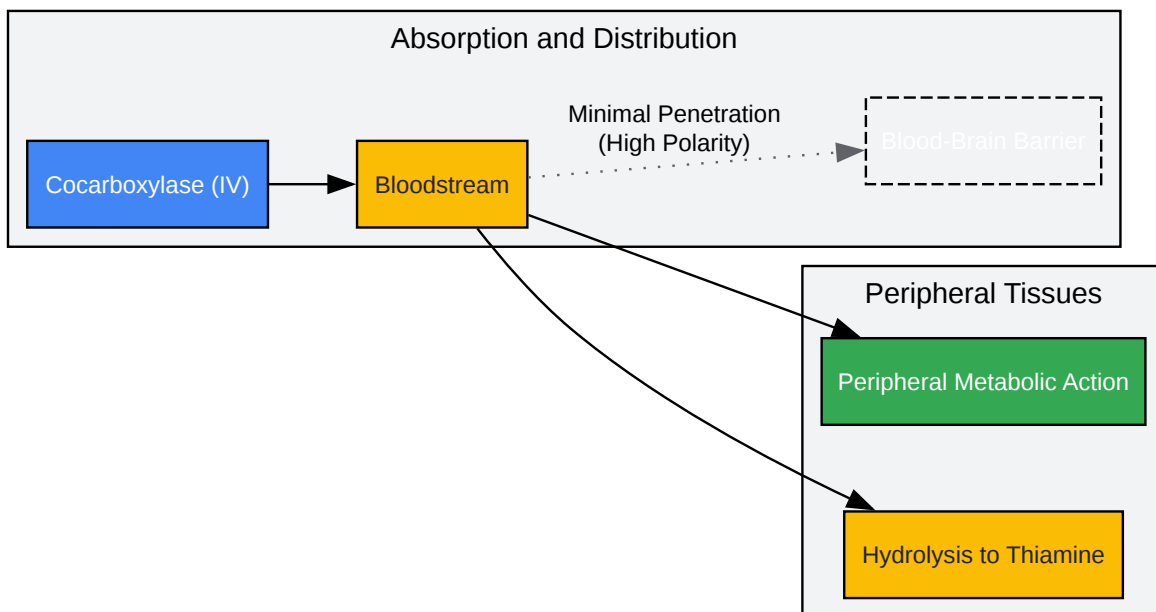 Absorption and Distribution
Minimal Penetration
(High Polarity)
Blood-Brain Barrier
Cocarboxylase (IV)
Bloodstream
Peripheral Tissues
Peripheral Metabolic Action
Hydrolysis to Thiamine